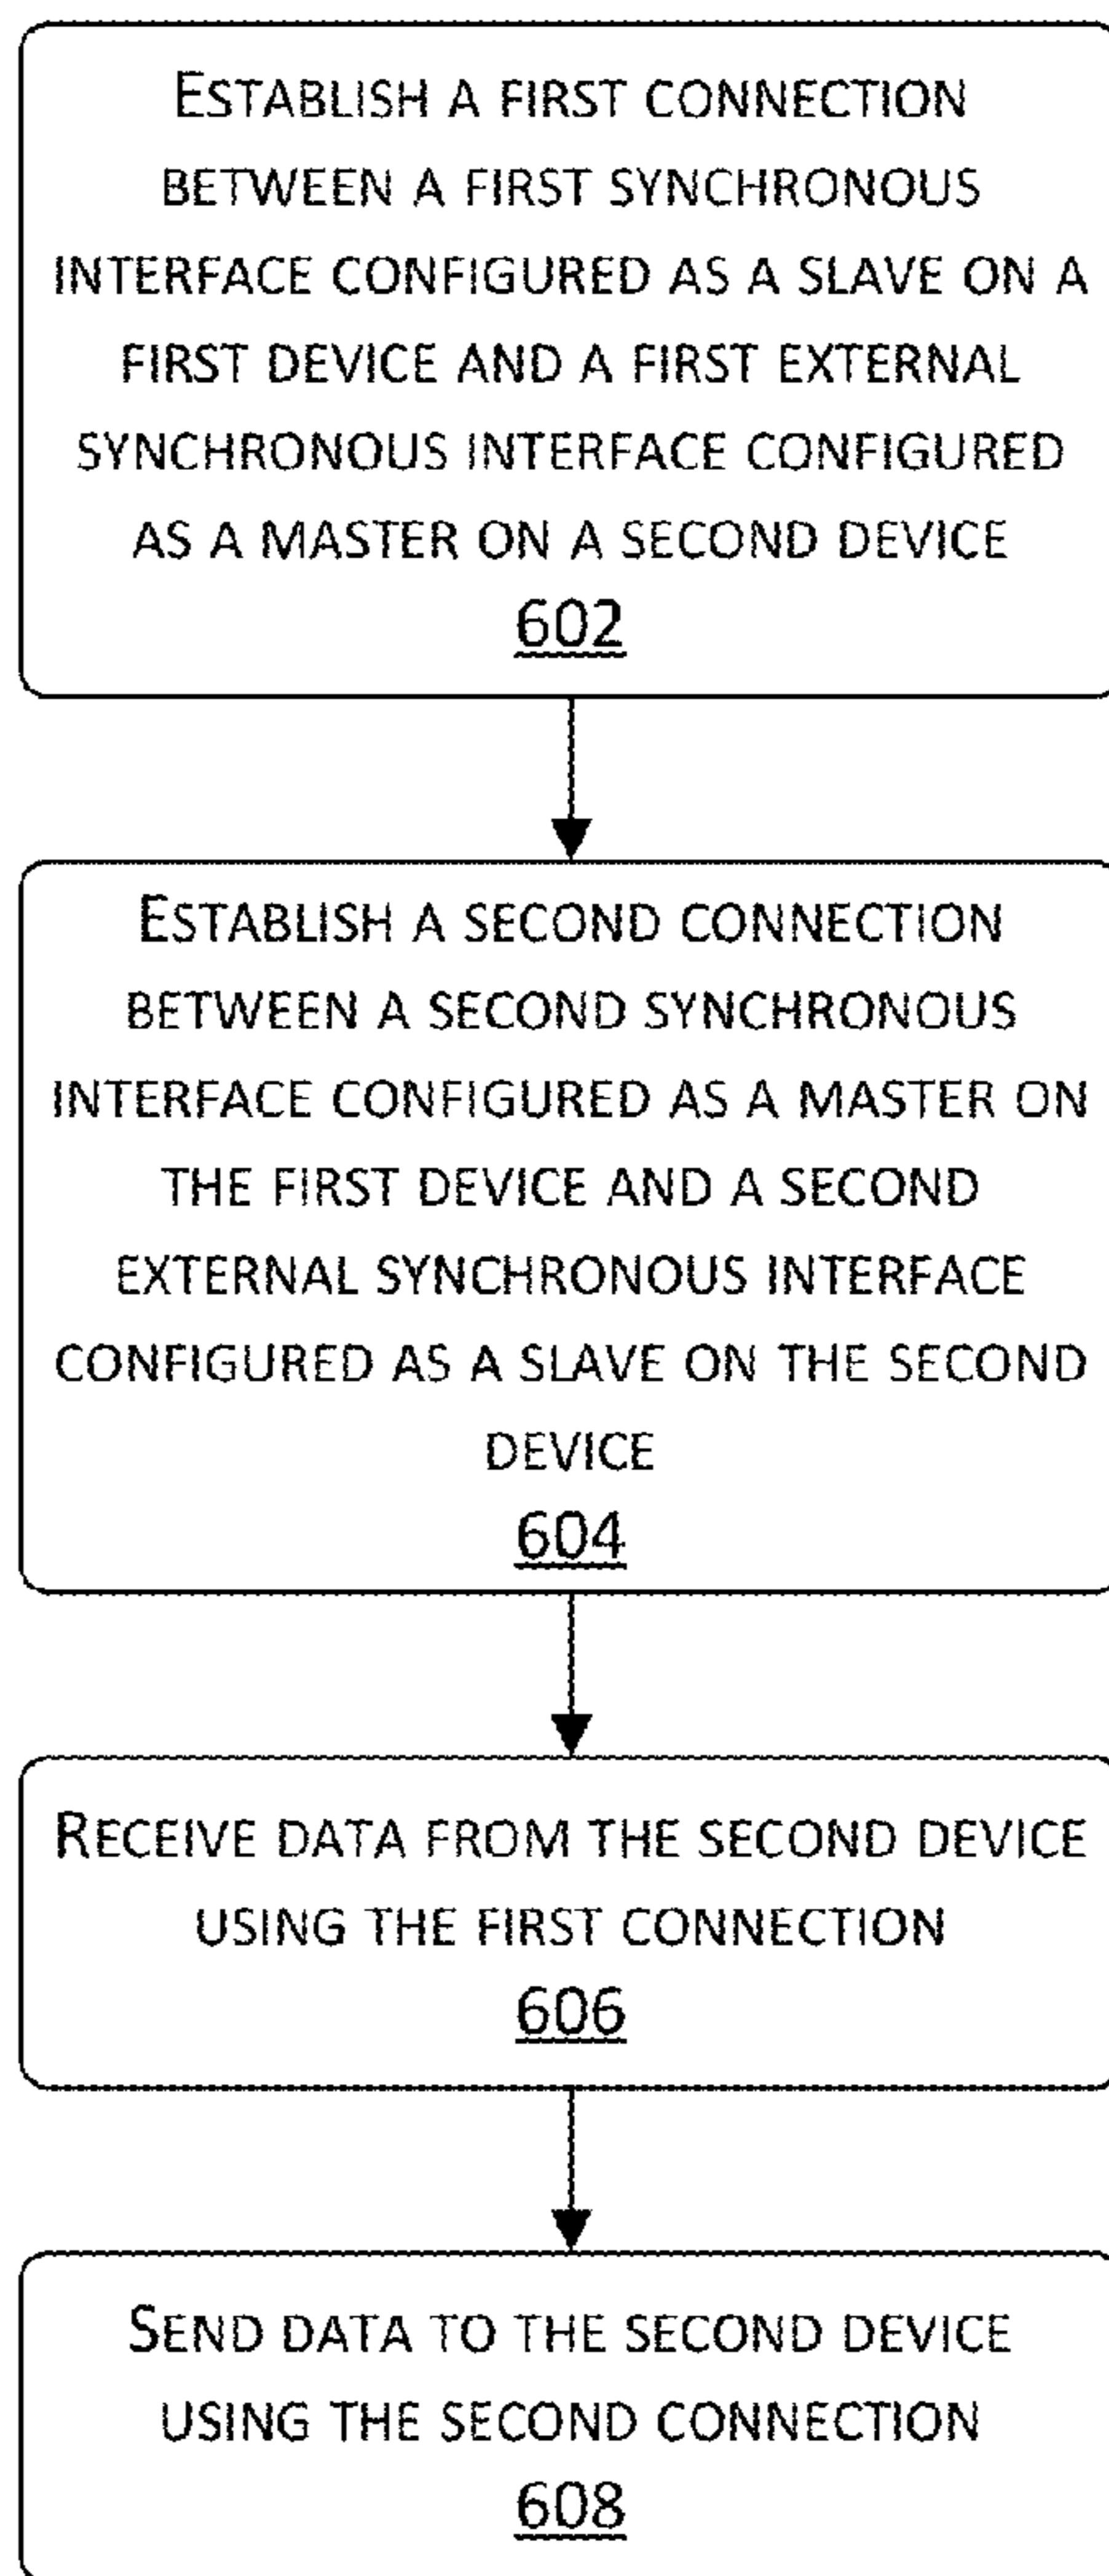 ESTABLISH A FIRST CONNECTION
BETWEEN A FIRST SYNCHRONOUS
INTERFACE CONFIGURED AS A SLAVE ON A
FIRST DEVICE AND A FIRST EXTERNAL
SYNCHRONOUS INTERFACE CONFIGURED
AS A MASTER ON A SECOND DEVICE
602
ESTABLISH A SECOND CONNECTION
BETWEEN A SECOND SYNCHRONOUS
INTERFACE CONFIGURED AS A MASTER ON
THE FIRST DEVICE AND A SECOND
EXTERNAL SYNCHRONOUS INTERFACE
CONFIGURED AS A SLAVE ON THE SECOND
DEVICE
604
RECEIVE DATA FROM THE SECOND DEVICE
USING THE FIRST CONNECTION
606
SEND DATA TO THE SECOND DEVICE
USING THE SECOND CONNECTION
608